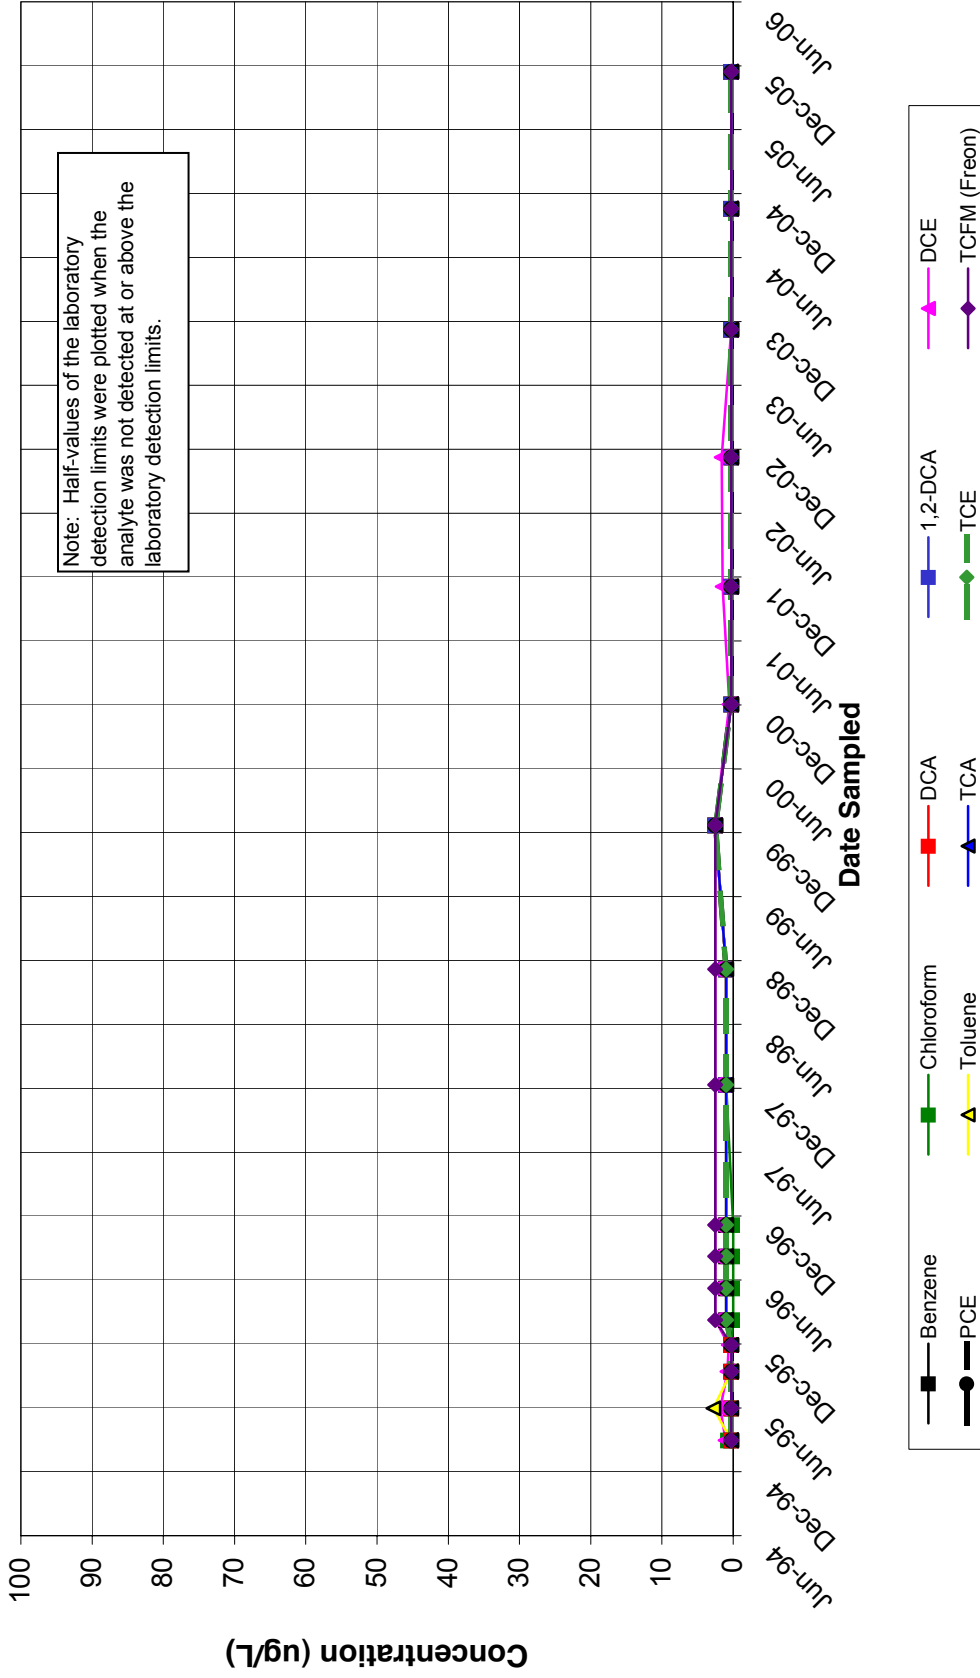 Note:  Half-values of the laboratory
detection limits were plotted when the
analyte was not detected at or above the
laboratory detection limits.
Concentration (ug/L)
100
90
80
70
60
50
40
30
20
10
0
Jun-94
Dec-94
Jun-95
Dec-95
Jun-96
Dec-96
Jun-97
Dec-97
Jun-98
Dec-98
Jun-99
Dec-99
Jun-00
Dec-00
Jun-01
Dec-01
Jun-02
Dec-02
Jun-03
Dec-03
Jun-04
Dec-04
Jun-05
Dec-05
Jun-06
Date Sampled
Benzene
Chloroform
DCA
1,2-DCA
DCE
PCE
Toluene
TCA
TCE
TCFM (Freon)